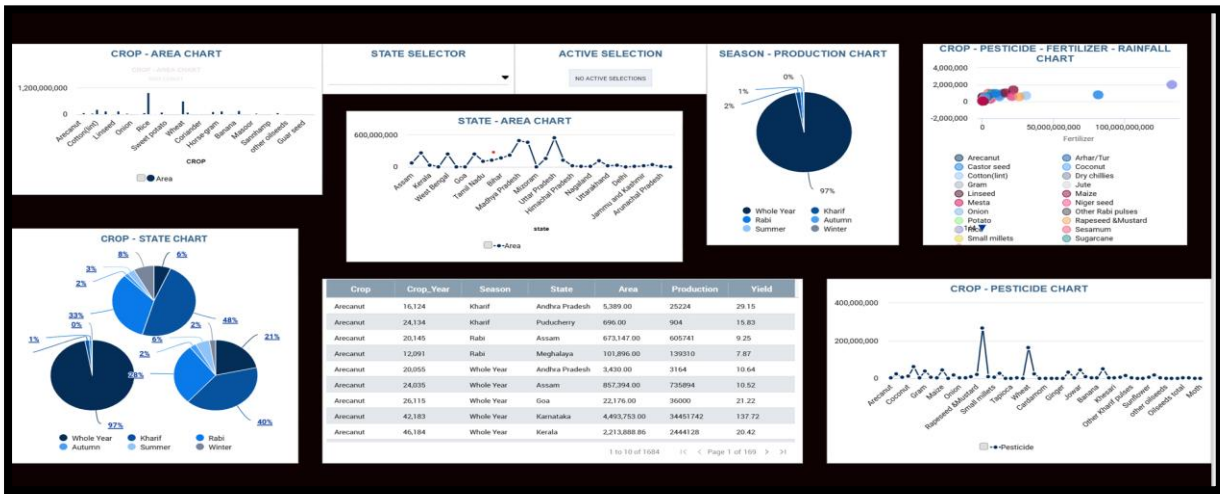 CROP - AREA CHART
CROP - AREA CHART
1,200,000,000
0
Arecanut
Cotton(lint)
Linseed
Onion
Rice
Sweet potato
Wheat
Coriander
Horse-gram
Banana
Masoor
Sannhamp
other oilseeds
Guar seed
CROP
Area
STATE SELECTOR
ACTIVE SELECTION
NO ACTIVE SELECTIONS
STATE - AREA CHART
600,000,000
0
Assam
Kerala
West Bengal
Goa
Tamil Nadu
Bihar
Madhya Pradesh
Mizoram
Uttar Pradesh
Himachal Pradesh
Nagaland
Uttarakhand
Delhi
Jammu and Kashmir
Arunachal Pradesh
state
Area
SEASON - PRODUCTION CHART
0%
1%
2%
97%
Whole Year Kharif
Rabi Autumn
Summer Winter
CROP - PESTICIDE - FERTILIZER - RAINFALL
CHART
4,000,000
2,000,000
0
-2,000,000
0 50,000,000,000 100,000,000,000
Fertilizer
Arecanut Arhar/Tur
Castor seed Coconut
Cotton(lint) Dry chillies
Gram Jute
Linseed Maize
Mesta Niger seed
Onion Other Rabi pulses
Potato Rapeseed &Mustard
Sesamum
Small millets Sugarcane
CROP - STATE CHART
8% 6%
3%
2%
33%
48%
0%
1%
97%
2% 21%
6%
2%
40%
Whole Year Kharif Rabi
Autumn Summer Winter
Crop Crop_Year Season State Area Production Yield
Arecanut 16,124 Kharif Andhra Pradesh 5,389.00 25224 29.15
Arecanut 24,134 Kharif Puducherry 696.00 904 15.83
Arecanut 20,145 Rabi Assam 673,147.00 605741 9.25
Arecanut 12,091 Rabi Meghalaya 101,896.00 139310 7.87
Arecanut 20,055 Whole Year Andhra Pradesh 3,430.00 3164 10.64
Arecanut 24,035 Whole Year Assam 857,394.00 735894 10.52
Arecanut 26,115 Whole Year Goa 22,176.00 36000 21.22
Arecanut 42,183 Whole Year Karnataka 4,493,753.00 34451742 137.72
Arecanut 46,184 Whole Year Kerala 2,213,888.86 2444128 20.42
1 to 10 of 1684 Page 1 of 169
CROP - PESTICIDE CHART
400,000,000
200,000,000
0
Arecanut
Coconut
Gram
Maize
Onion
Rapeseed &Mustard
Small millets
Tapioca
Wheat
Cardamom
Ginger
Jowar
Banana
Khesari
Other Kharif pulses
Sunflower
other oilseeds
Oilseeds total
Moth
Pesticide